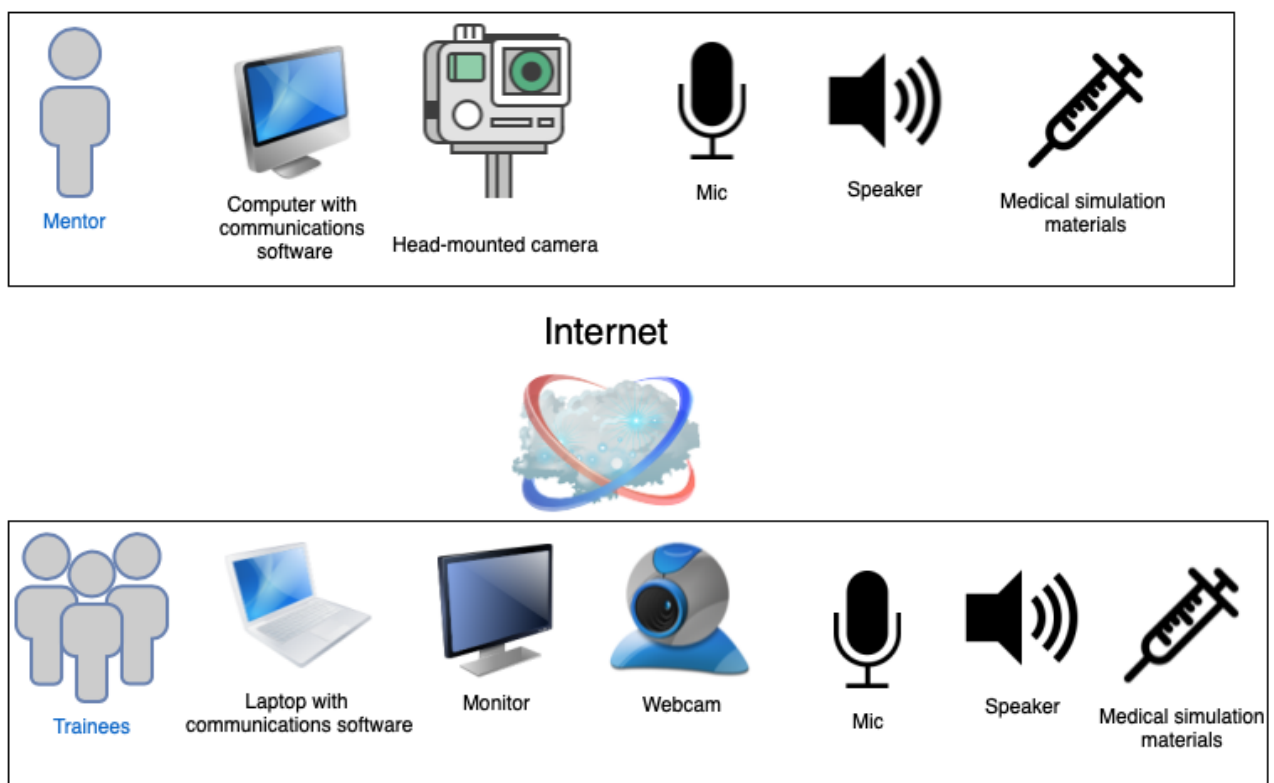 Mentor
Computer with
communications
software
Head-mounted camera
Mic
Speaker
Medical simulation
materials
Internet
Trainees
Laptop with
communications software
Monitor
Webcam
Mic
Speaker
Medical simulation
materials